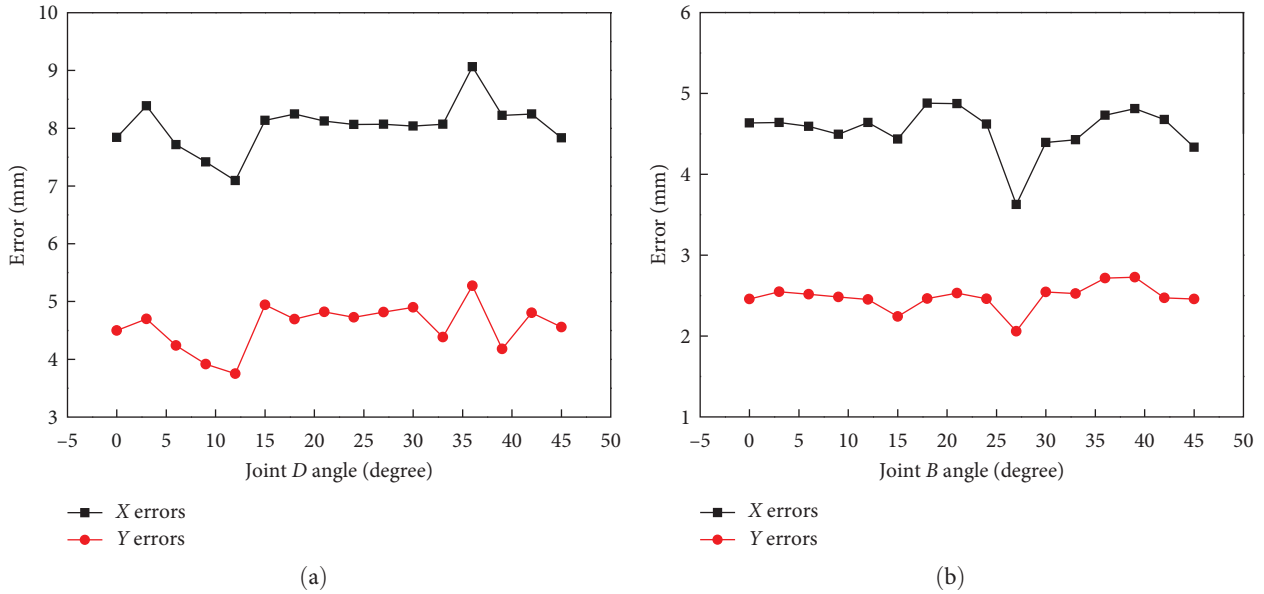 10
9
8
7
6
5
4
3
Error (mm)
−5 0 5 10 15 20 25 30 35 40 45 50
Joint D angle (degree)
X errors
Y errors
(a)
6
5
4
3
2
1
Error (mm)
−5 0 5 10 15 20 25 30 35 40 45 50
Joint B angle (degree)
X errors
Y errors
(b)